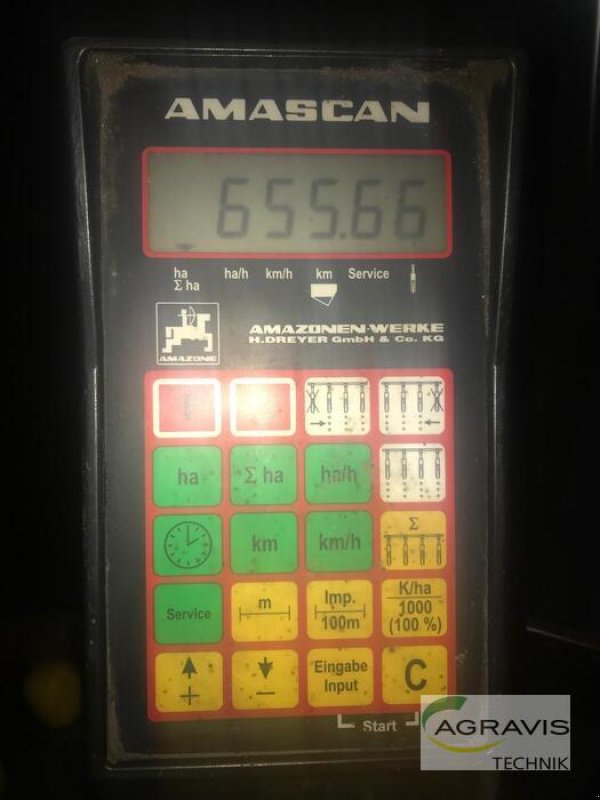 AMASCAN
655.66
ha ha/h km/h km Service
Σ ha
AMAZONEN-WERKE
H.DREYER GmbH & Co. KG
AMAZONE
ha Σ ha ha/h
km km/h Σ
Service m Imp. 100m K/ha 1000 (100 %)
+ − Eingabe Input C
Start
AGRAVIS
TECHNIK